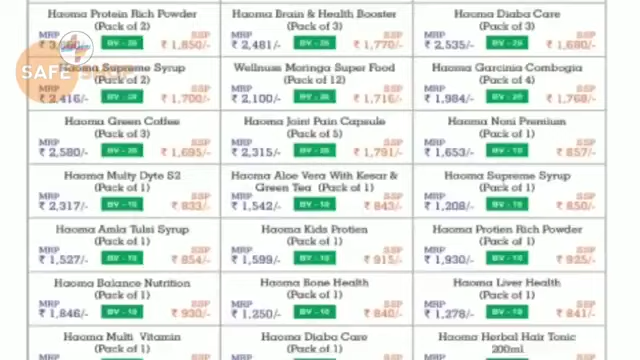 Haoma Protein Rich Powder
(Pack of 2)
MRP SSP
BV - 20 ₹ 1,850/-
Haoma Brain & Health Booster
(Pack of 3)
MRP SSP
₹ 2,481/- BV - 20 ₹ 1,770/-
Haoma Diaba Care
(Pack of 3)
MRP SSP
₹ 2,535/- BV - 20 ₹ 1,680/-
SAFE
Haoma Supreme Syrup
(Pack of 2)
SSP
₹ 2,416/- BV - 20 ₹ 1,700/-
Wellnuss Moringa Super Food
(Pack of 12)
MRP SSP
₹ 2,100/- BV - 20 ₹ 1,716/-
Haoma Garcinia Combogia
(Pack of 4)
MRP SSP
₹ 1,984/- BV - 20 ₹ 1,768/-
Haoma Green Coffee
(Pack of 3)
MRP SSP
₹ 2,580/- BV - 20 ₹ 1,695/-
Haoma Joint Pain Capsule
(Pack of 5)
MRP SSP
₹ 2,315/- BV - 20 ₹ 1,791/-
Haoma Noni Premium
(Pack of 1)
MRP SSP
₹ 1,653/- BV - 10 ₹ 857/-
Haoma Multy Dyte S2
(Pack of 1)
MRP SSP
₹ 2,317/- BV - 10 ₹ 833/-
Haoma Aloe Vera With Kesar &
Green Tea (Pack of 1)
MRP SSP
₹ 1,542/- BV - 10 ₹ 843/-
Haoma Supreme Syrup
(Pack of 1)
MRP SSP
₹ 1,208/- BV - 10 ₹ 850/-
Haoma Amla Tulsi Syrup
(Pack of 1)
MRP SSP
₹ 1,527/- BV - 10 ₹ 854/-
Haoma Kids Protien
(Pack of 1)
MRP SSP
₹ 1,599/- BV - 10 ₹ 915/-
Haoma Protien Rich Powder
(Pack of 1)
MRP SSP
₹ 1,930/- BV - 10 ₹ 925/-
Haoma Balance Nutrition
(Pack of 1)
MRP SSP
₹ 1,846/- BV - 10 ₹ 930/-
Haoma Bone Health
(Pack of 1)
MRP SSP
₹ 1,250/- BV - 10 ₹ 840/-
Haoma Liver Health
(Pack of 1)
MRP SSP
₹ 1,278/- BV - 10 ₹ 841/-
Haoma Multi Vitamin
(Pack of 1)
Haoma Diaba Care
(Pack of 1)
Haoma Herbal Hair Tonic
200ml